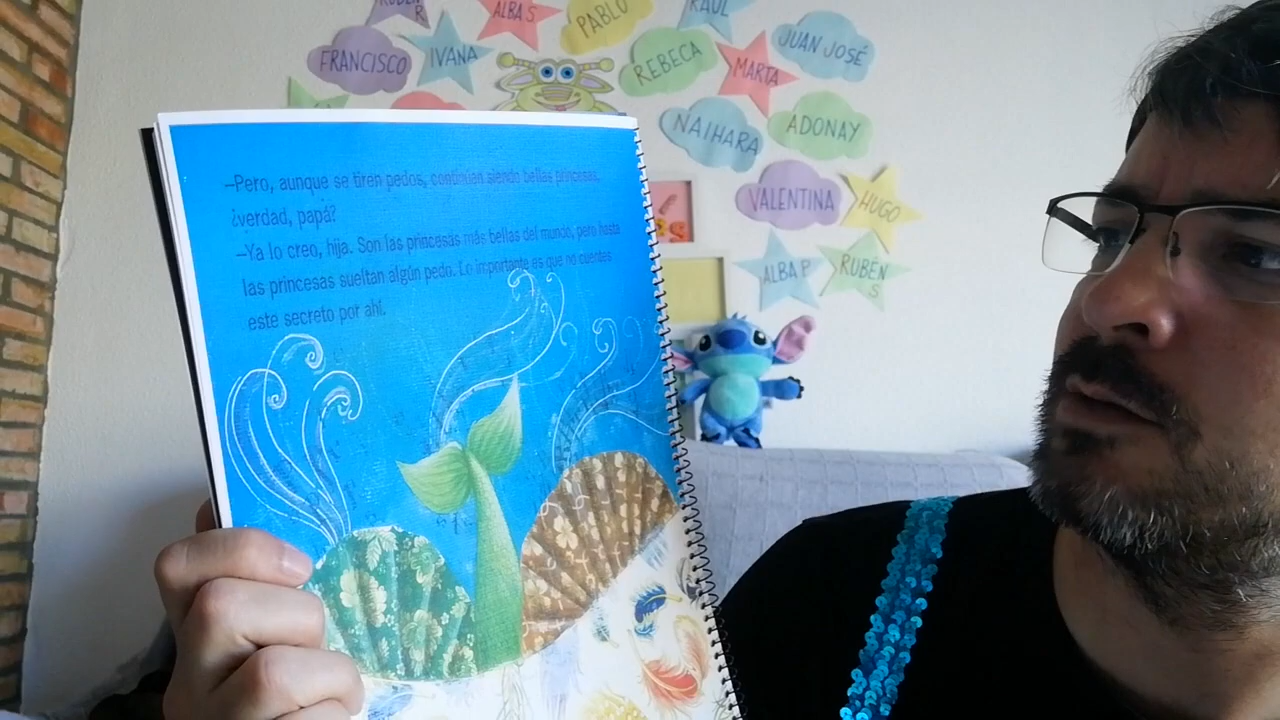 RUBÉN
R
ALBA S
PABLO
RAÚL
FRANCISCO
IVANA
REBECA
MARTA
JUAN JOSÉ
NAIHARA
ADONAY
VALENTINA
HUGO
ALBA P
RUBÉN
S
–Pero, aunque se tiren pedos, continúan siendo bellas princesas,
¿verdad, papá?
–Ya lo creo, hija. Son las princesas más bellas del mundo, pero hasta
las princesas sueltan algún pedo. Lo importante es que no cuentes
este secreto por ahí.